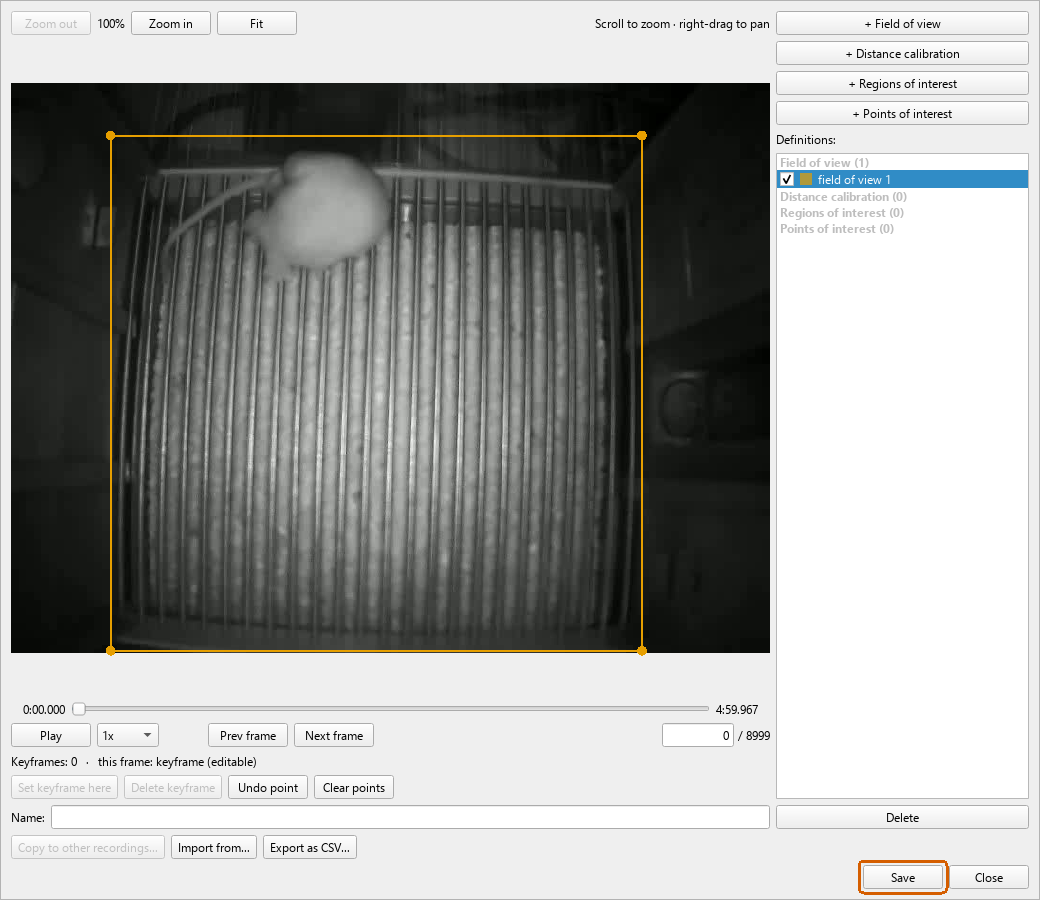 Zoom out 100% Zoom in Fit Scroll to zoom · right-drag to pan
+ Field of view
+ Distance calibration
+ Regions of interest
+ Points of interest
Definitions:
Field of view (1)
field of view 1
Distance calibration (0)
Regions of interest (0)
Points of interest (0)
0:00.000 4:59.967
Play 1x Prev frame Next frame 0 / 8999
Keyframes: 0 · this frame: keyframe (editable)
Set keyframe here Delete keyframe Undo point Clear points
Name: Delete
Copy to other recordings... Import from... Export as CSV...
Save Close